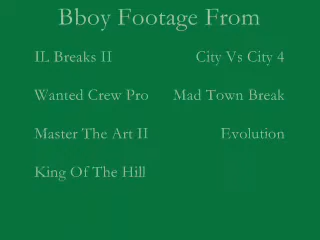 Bboy Footage From
IL Breaks II City Vs City 4
Wanted Crew Pro Mad Town Break
Master The Art II Evolution
King Of The Hill